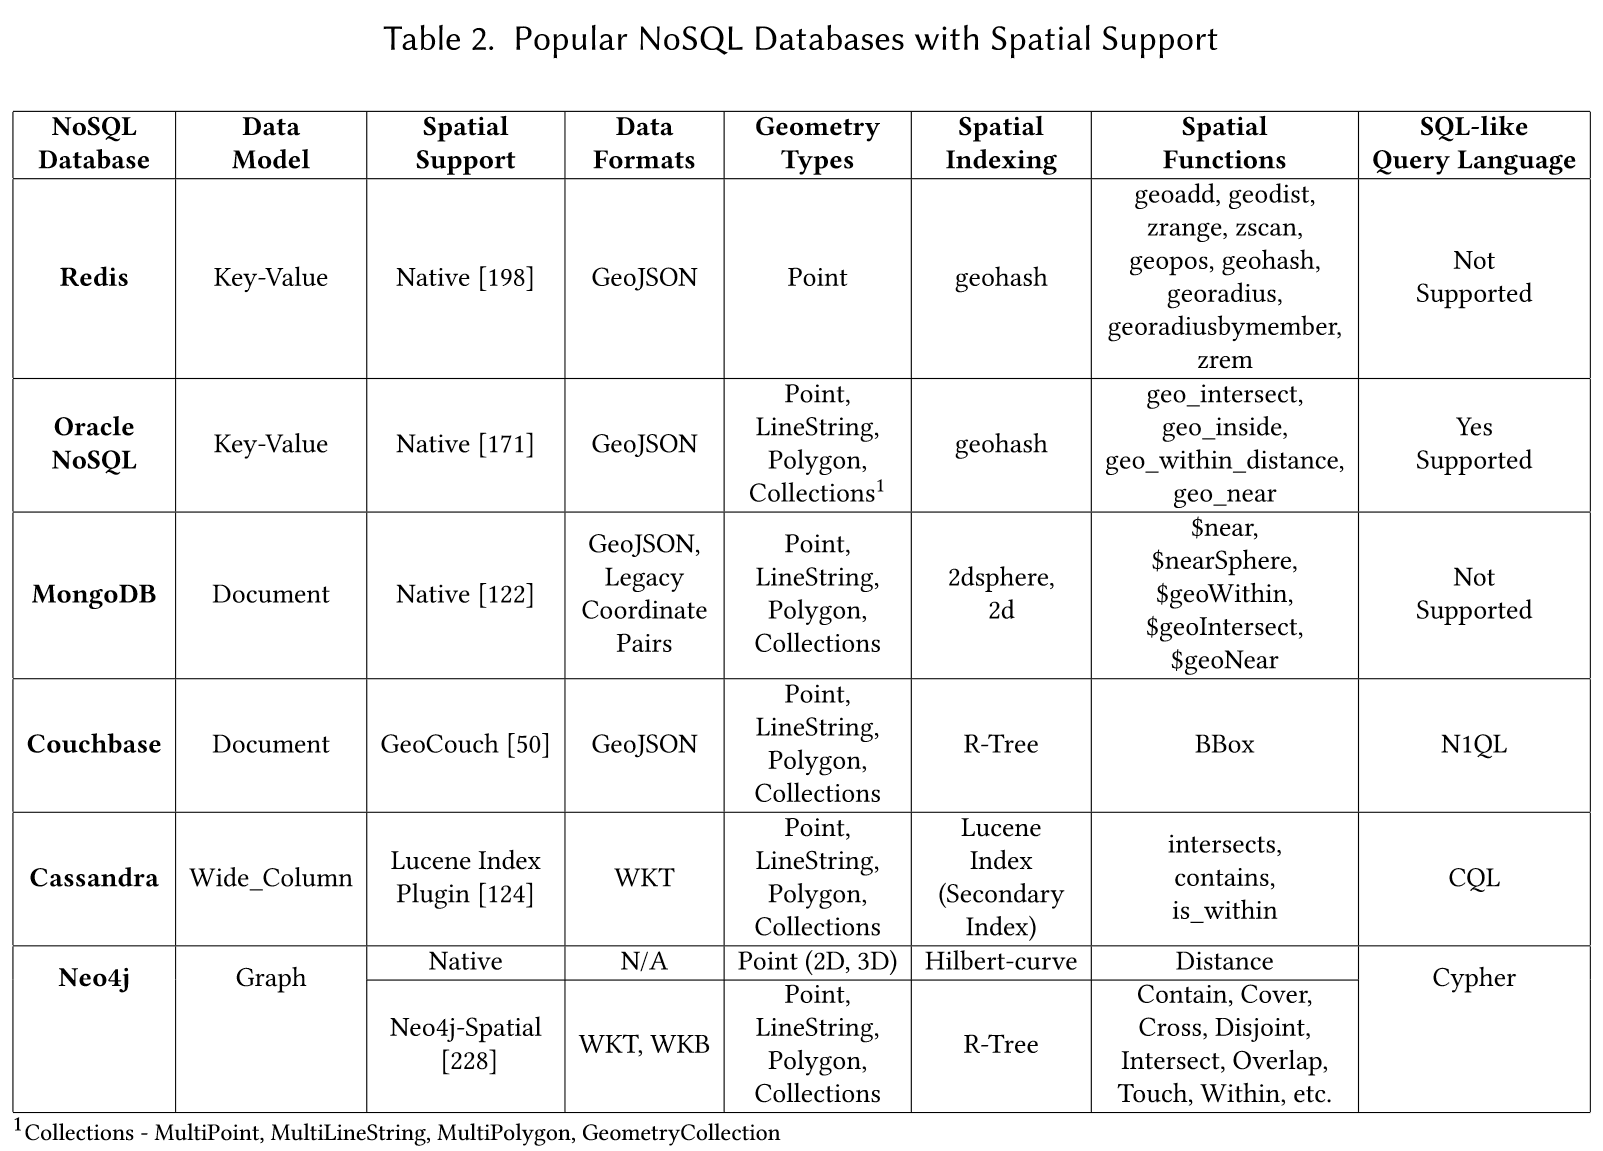 Table 2. Popular NoSQL Databases with Spatial Support
NoSQL
Database
Data
Model
Spatial
Support
Data
Formats
Geometry
Types
Spatial
Indexing
Spatial
Functions
SQL-like
Query Language
Redis
Key-Value
Native [198]
GeoJSON
Point
geohash
geoadd, geodist,
zrange, zscan,
geopos, geohash,
georadius,
georadiusbymember,
zrem
Not
Supported
Oracle
NoSQL
Key-Value
Native [171]
GeoJSON
Point,
LineString,
Polygon,
Collections¹
geohash
geo_intersect,
geo_inside,
geo_within_distance,
geo_near
Yes
Supported
MongoDB
Document
Native [122]
GeoJSON,
Legacy
Coordinate
Pairs
Point,
LineString,
Polygon,
Collections
2dsphere,
2d
$near,
$nearSphere,
$geoWithin,
$geoIntersect,
$geoNear
Not
Supported
Couchbase
Document
GeoCouch [50]
GeoJSON
Point,
LineString,
Polygon,
Collections
R-Tree
BBox
N1QL
Cassandra
Wide_Column
Lucene Index
Plugin [124]
WKT
Point,
LineString,
Polygon,
Collections
Lucene
Index
(Secondary
Index)
intersects,
contains,
is_within
CQL
Neo4j
Graph
Native
N/A
Point (2D, 3D)
Hilbert-curve
Distance
Cypher
Neo4j-Spatial
[228]
WKT, WKB
Point,
LineString,
Polygon,
Collections
R-Tree
Contain, Cover,
Cross, Disjoint,
Intersect, Overlap,
Touch, Within, etc.
¹Collections - MultiPoint, MultiLineString, MultiPolygon, GeometryCollection